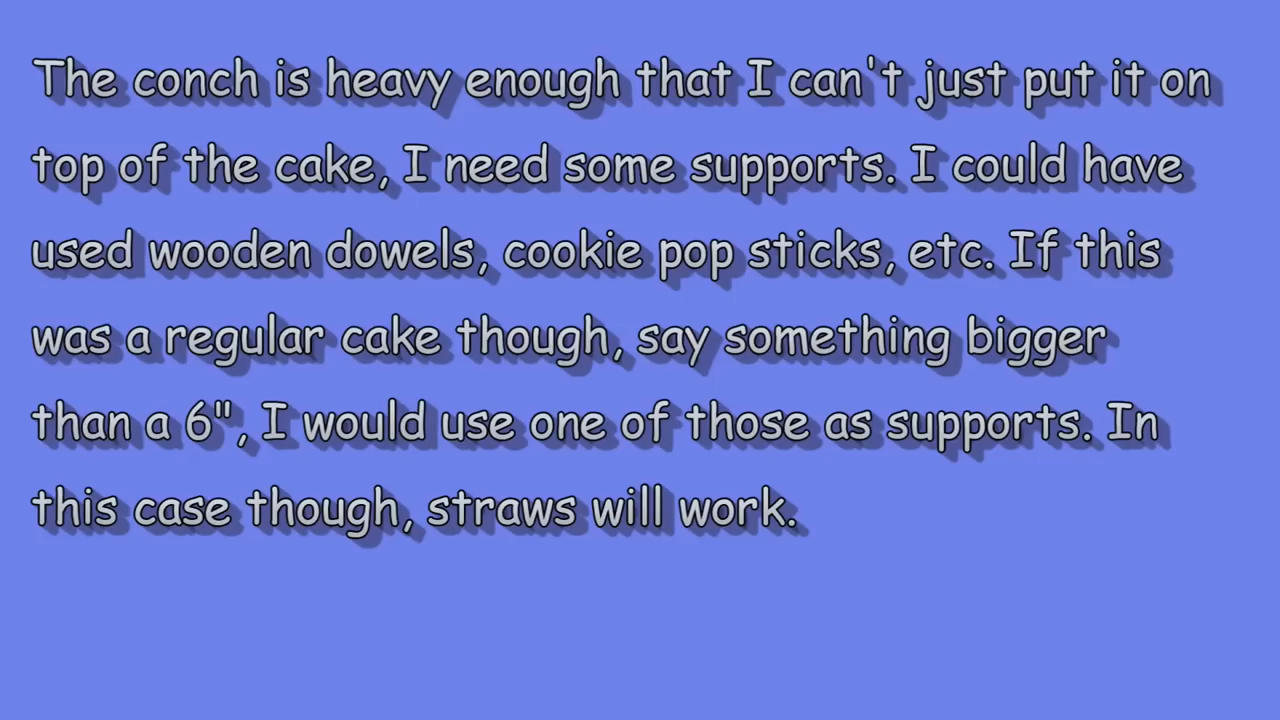 The conch is heavy enough that I can't just put it on
top of the cake, I need some supports. I could have
used wooden dowels, cookie pop sticks, etc. If this
was a regular cake though, say something bigger
than a 6", I would use one of those as supports. In
this case though, straws will work.